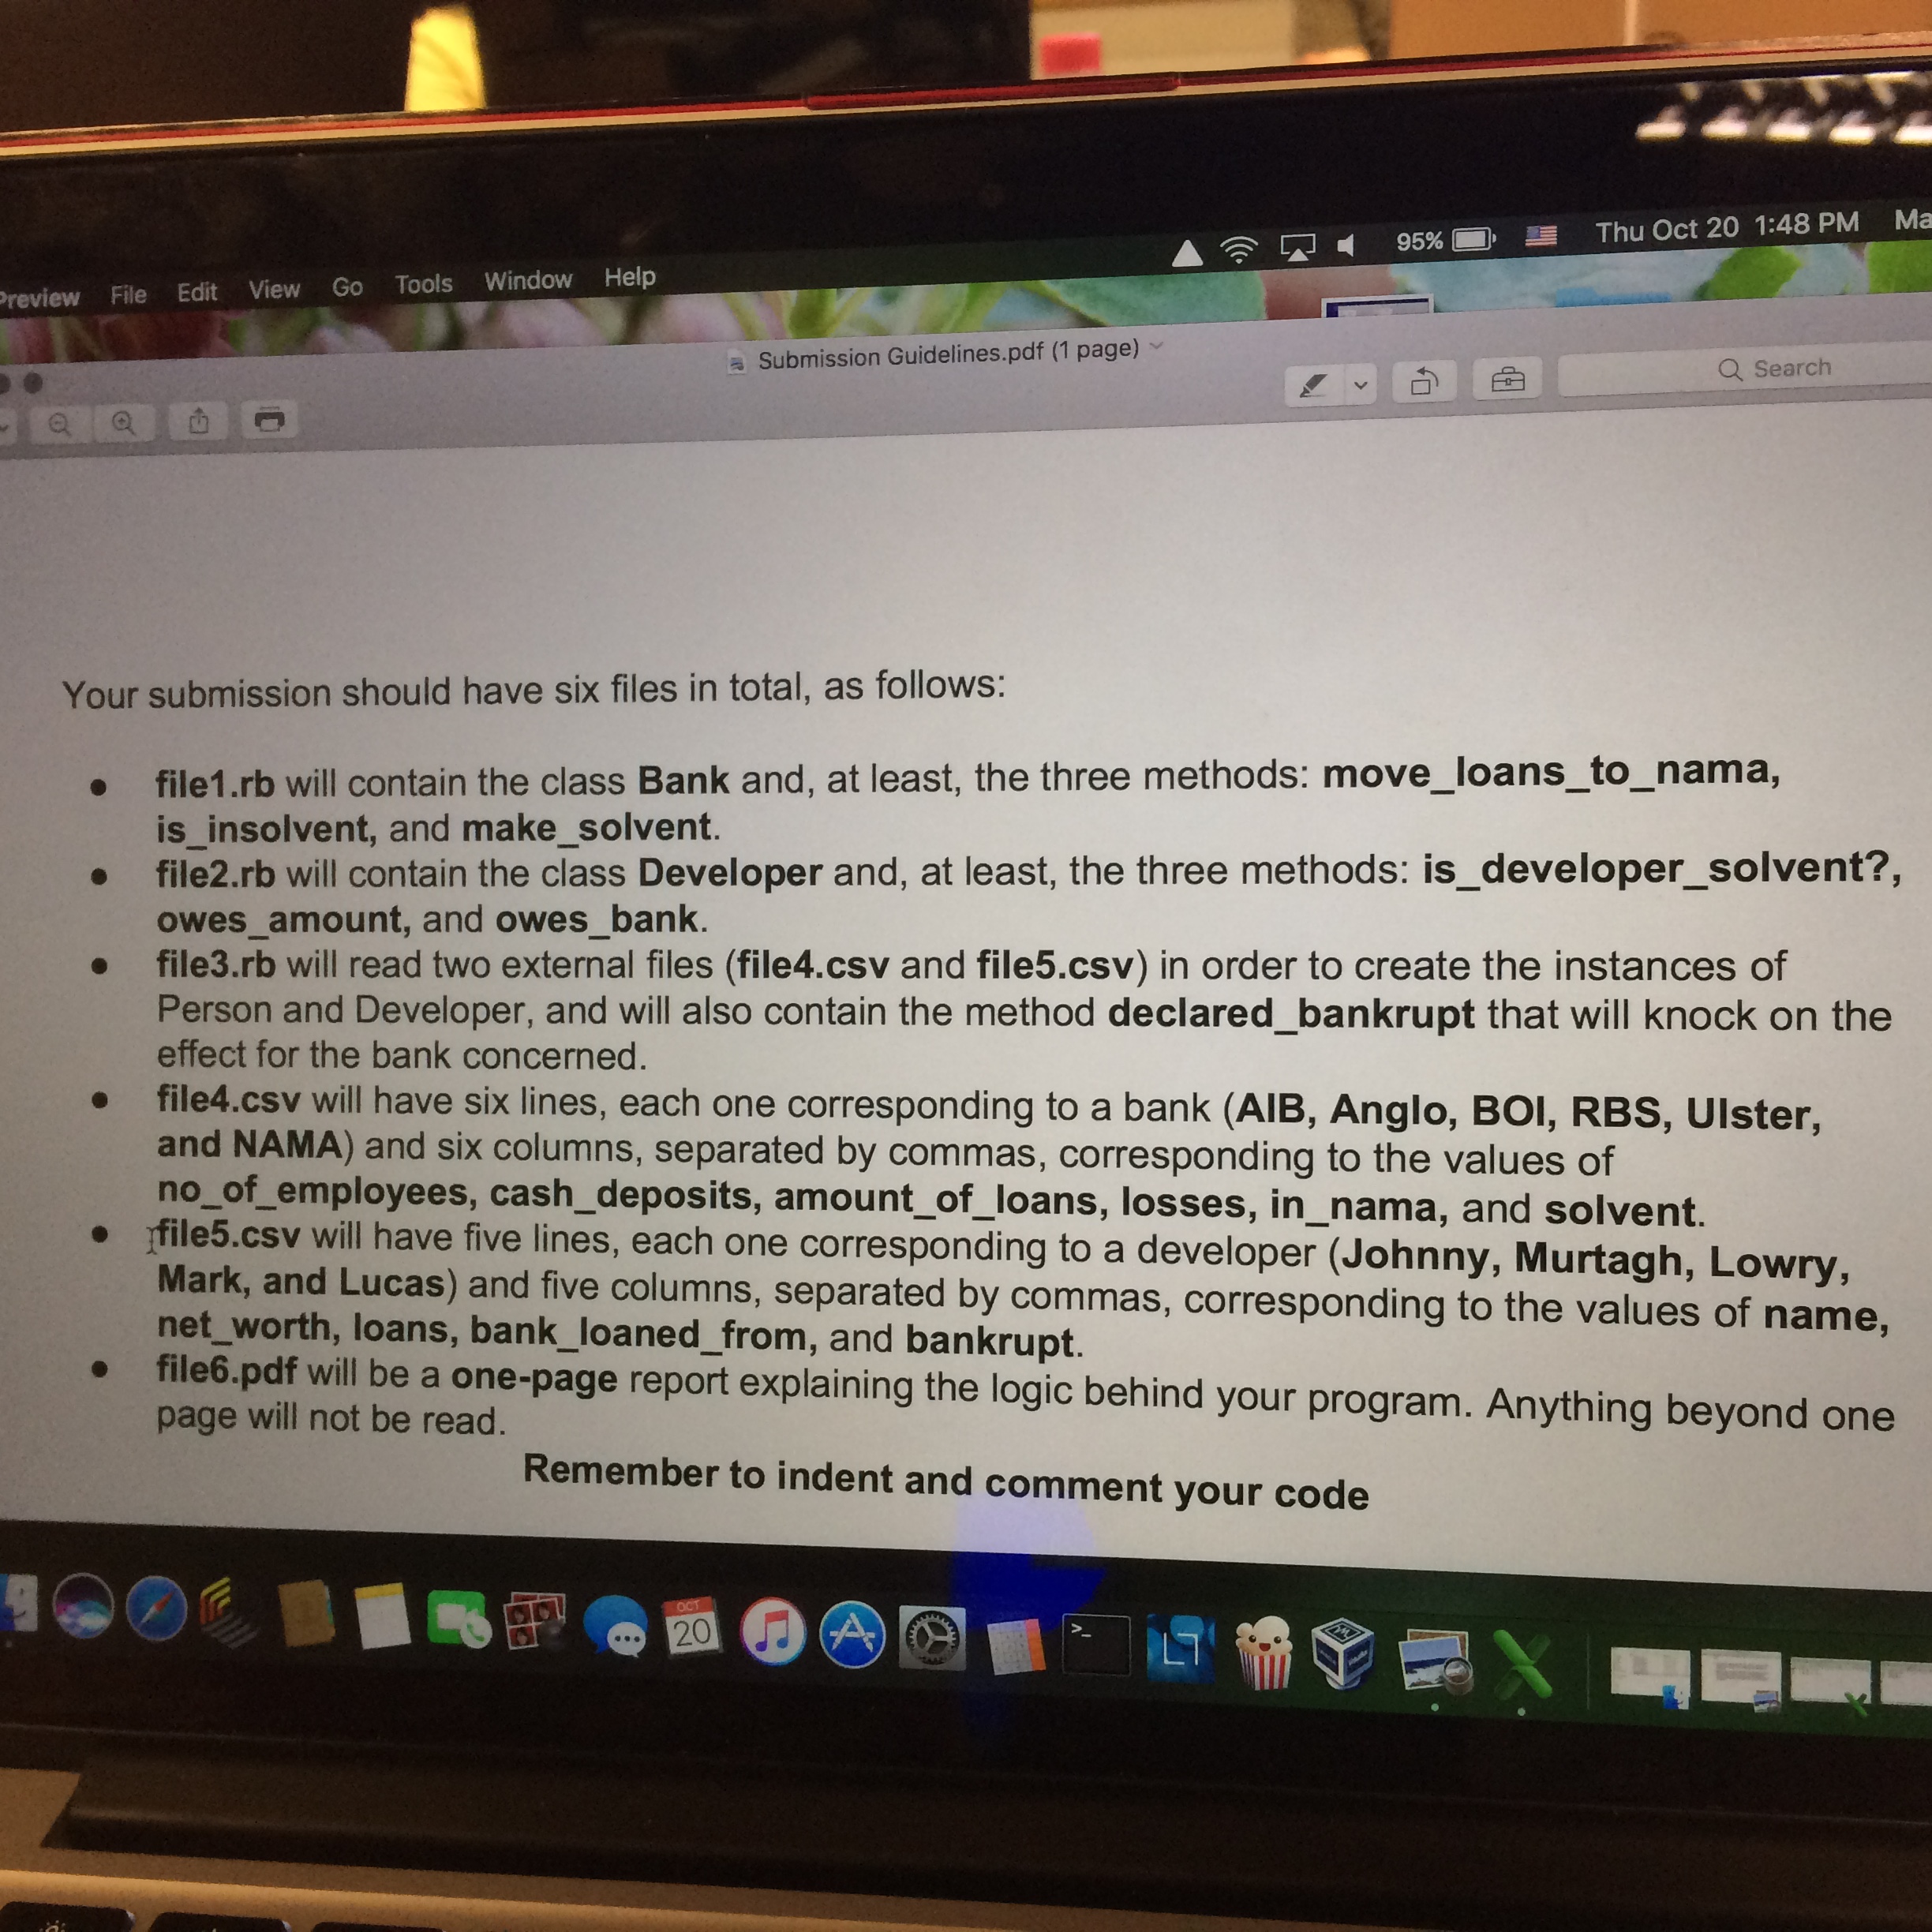 Preview File Edit View Go Tools Window Help 95% Thu Oct 20 1:48 PM
Submission Guidelines.pdf (1 page)
Search
Your submission should have six files in total, as follows:
• file1.rb will contain the class Bank and, at least, the three methods: move_loans_to_nama,
is_insolvent, and make_solvent.
• file2.rb will contain the class Developer and, at least, the three methods: is_developer_solvent?,
owes_amount, and owes_bank.
• file3.rb will read two external files (file4.csv and file5.csv) in order to create the instances of
Person and Developer, and will also contain the method declared_bankrupt that will knock on the
effect for the bank concerned.
• file4.csv will have six lines, each one corresponding to a bank (AIB, Anglo, BOI, RBS, Ulster,
and NAMA) and six columns, separated by commas, corresponding to the values of
no_of_employees, cash_deposits, amount_of_loans, losses, in_nama, and solvent.
• file5.csv will have five lines, each one corresponding to a developer (Johnny, Murtagh, Lowry,
Mark, and Lucas) and five columns, separated by commas, corresponding to the values of name,
net_worth, loans, bank_loaned_from, and bankrupt.
• file6.pdf will be a one-page report explaining the logic behind your program. Anything beyond one
page will not be read.
Remember to indent and comment your code
OCT
20
>_